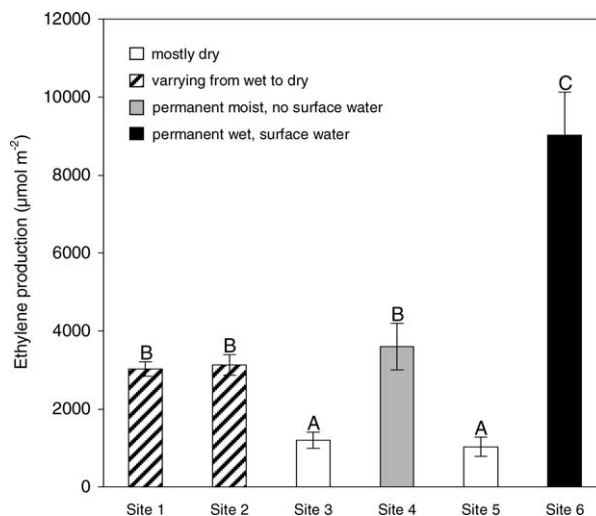 12000
10000
8000
6000
4000
2000
0
Ethylene production (µmol m⁻²)
mostly dry
varrying from wet to dry
permanent moist, no surface water
permanent wet, surface water
B
B
A
B
A
C
Site 1 Site 2 Site 3 Site 4 Site 5 Site 6